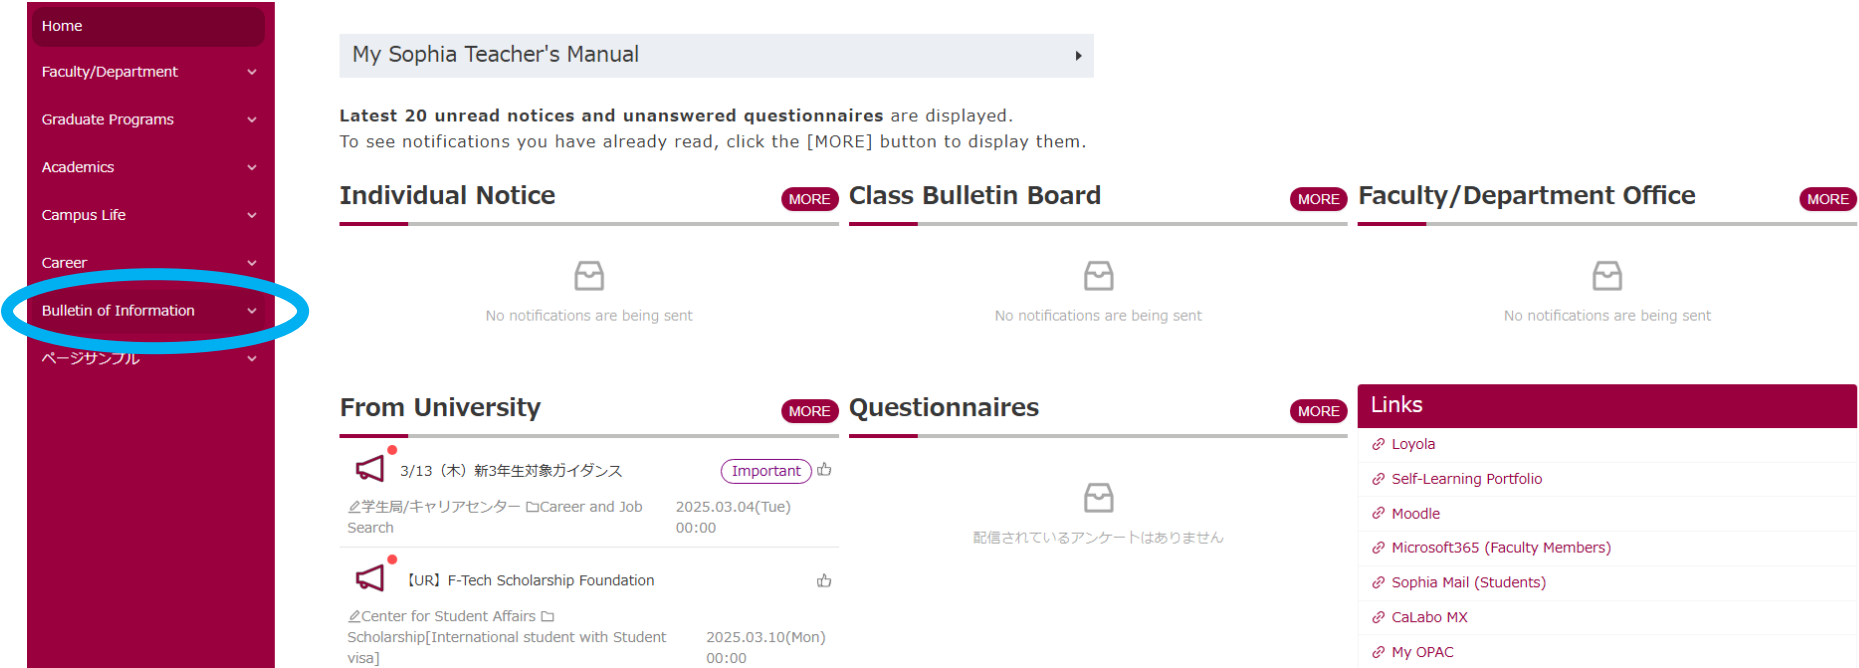 Home
Faculty/Department
Graduate Programs
Academics
Campus Life
Career
Bulletin of Information
ページサンプル
My Sophia Teacher's Manual
Latest 20 unread notices and unanswered questionnaires are displayed.
To see notifications you have already read, click the [MORE] button to display them.
Individual Notice
MORE
No notifications are being sent
Class Bulletin Board
MORE
No notifications are being sent
Faculty/Department Office
MORE
No notifications are being sent
From University
MORE
3/13（木）新3年生対象ガイダンス
Important
学生局/キャリアセンター Career and Job
Search
2025.03.04(Tue)
00:00
【UR】F-Tech Scholarship Foundation
Center for Student Affairs
Scholarship[International student with Student
visa]
2025.03.10(Mon)
00:00
Questionnaires
MORE
配信されているアンケートはありません
Links
Loyola
Self-Learning Portfolio
Moodle
Microsoft365 (Faculty Members)
Sophia Mail (Students)
CaLabo MX
My OPAC